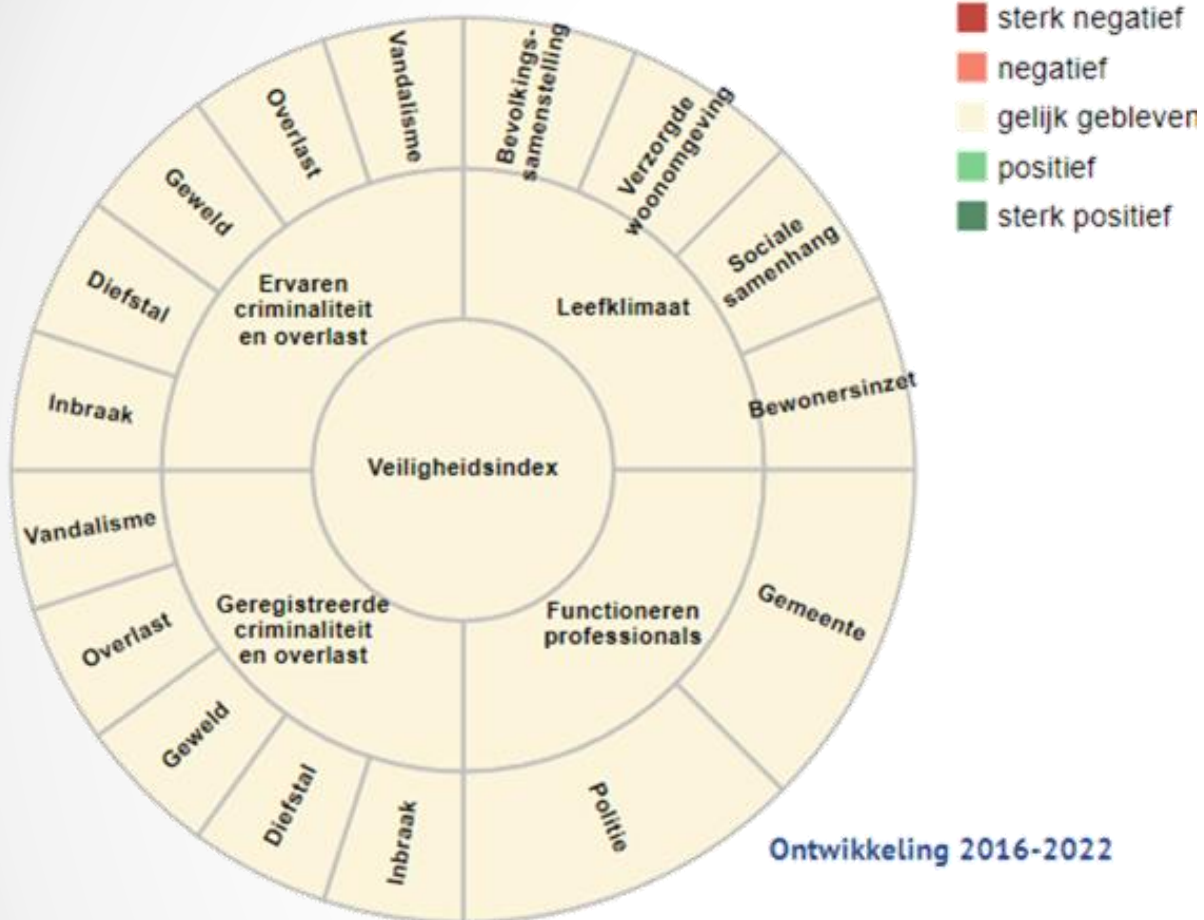 sterk negatief
negatief
gelijk gebleven
positief
sterk positief
Vandalisme
Overlast
Geweld
Diefstal
Inbraak
Bevolkings-
samenstelling
Verzorgde
woonomgeving
Sociale
samenhang
Bewonersinzet
Ervaren
criminaliteit
en overlast
Leefklimaat
Veiligheidsindex
Vandalisme
Overlast
Geweld
Diefstal
Inbraak
Geregistreerde
criminaliteit
en overlast
Functioneren
professionals
Gemeente
Politie
Ontwikkeling 2016-2022